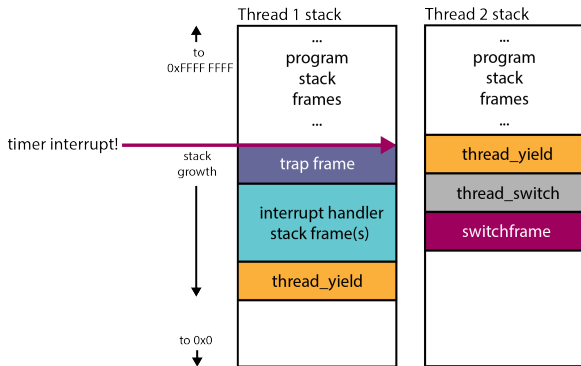 Thread 1 stack
Thread 2 stack
to
0xFFFF FFFF
...
program
stack
frames
...
...
program
stack
frames
...
timer interrupt!
stack
growth
trap frame
interrupt handler
stack frame(s)
thread_yield
thread_yield
thread_switch
switchframe
to 0x0